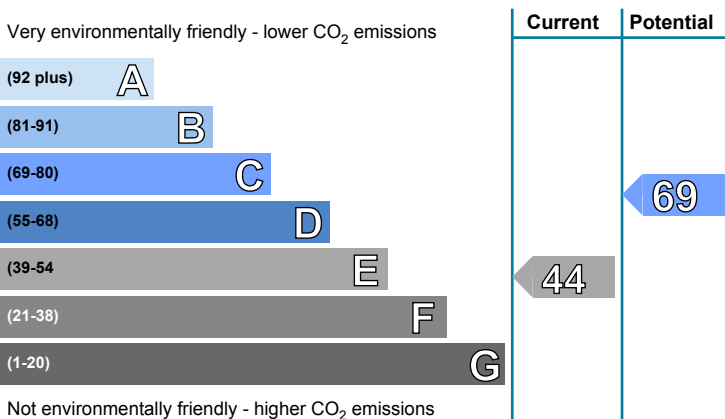 Very environmentally friendly - lower CO2 emissions
Current
Potential
(92 plus) A
(81-91) B
(69-80) C
69
(55-68) D
(39-54 E
44
(21-38) F
(1-20) G
Not environmentally friendly - higher CO2 emissions